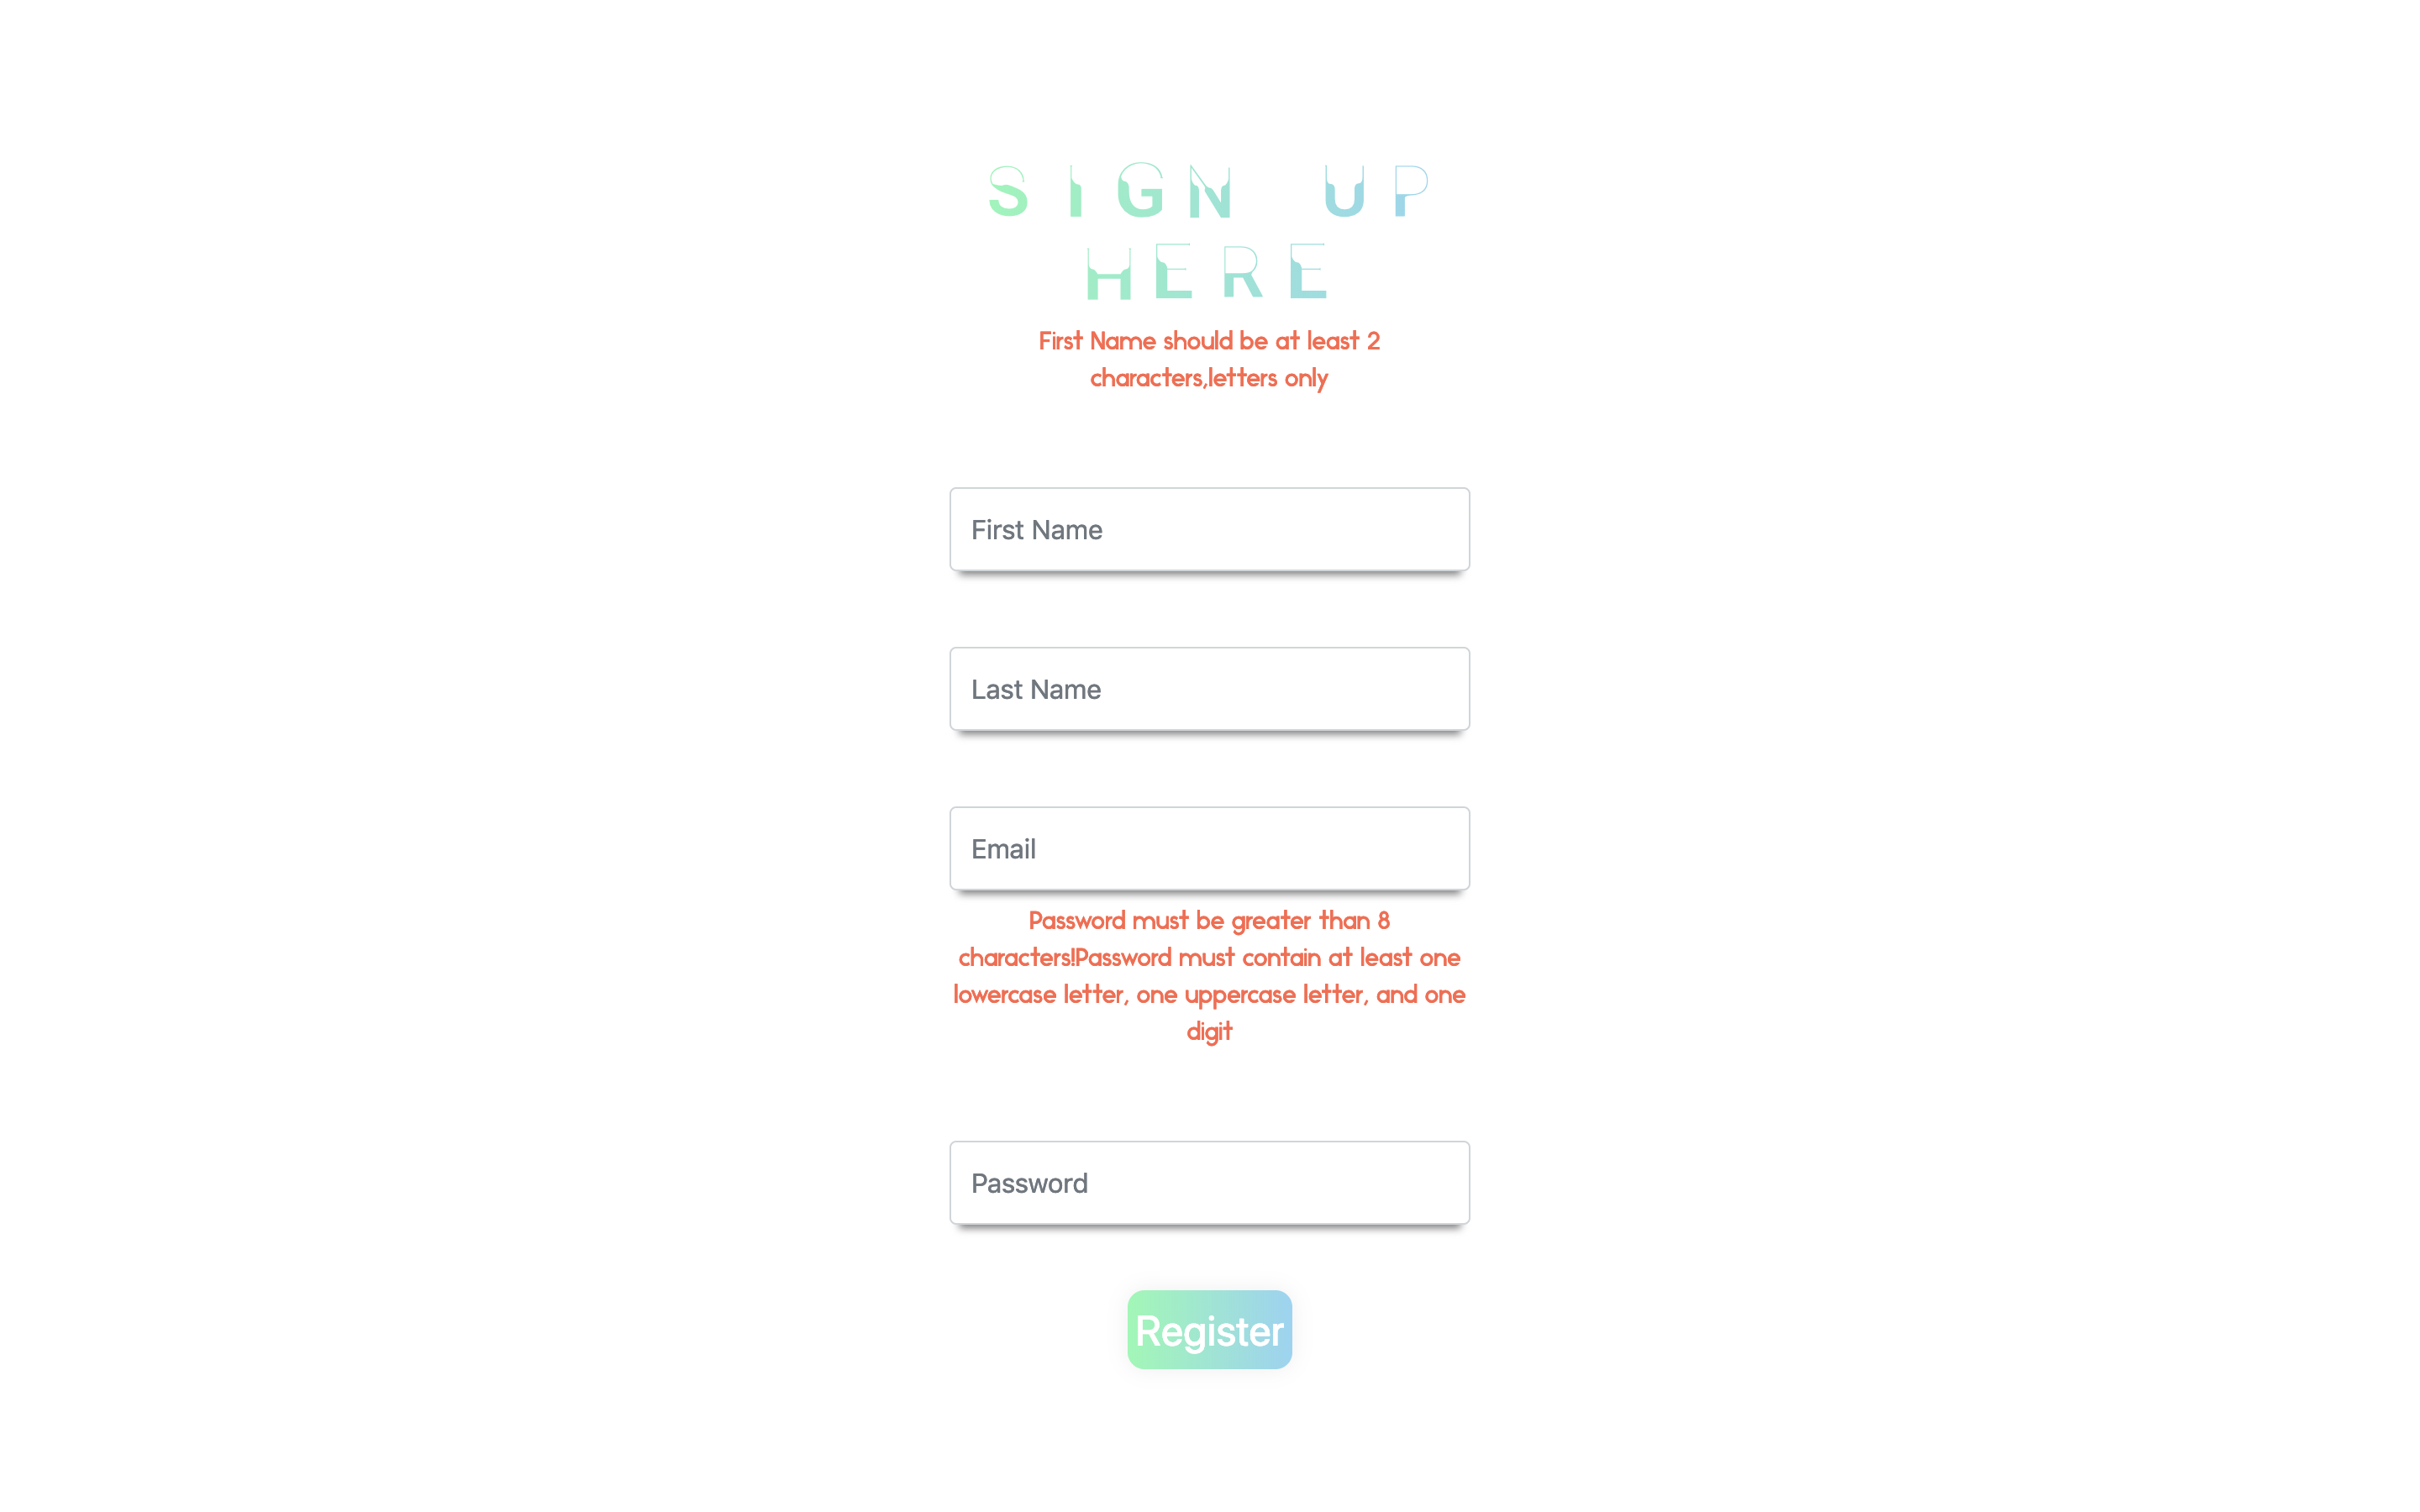 SIGN UP
HERE
First Name should be at least 2
characters,letters only
First Name
Last Name
Email
Password must be greater than 8
characters!Password must contain at least one
lowercase letter, one uppercase letter, and one
digit
Password
Register